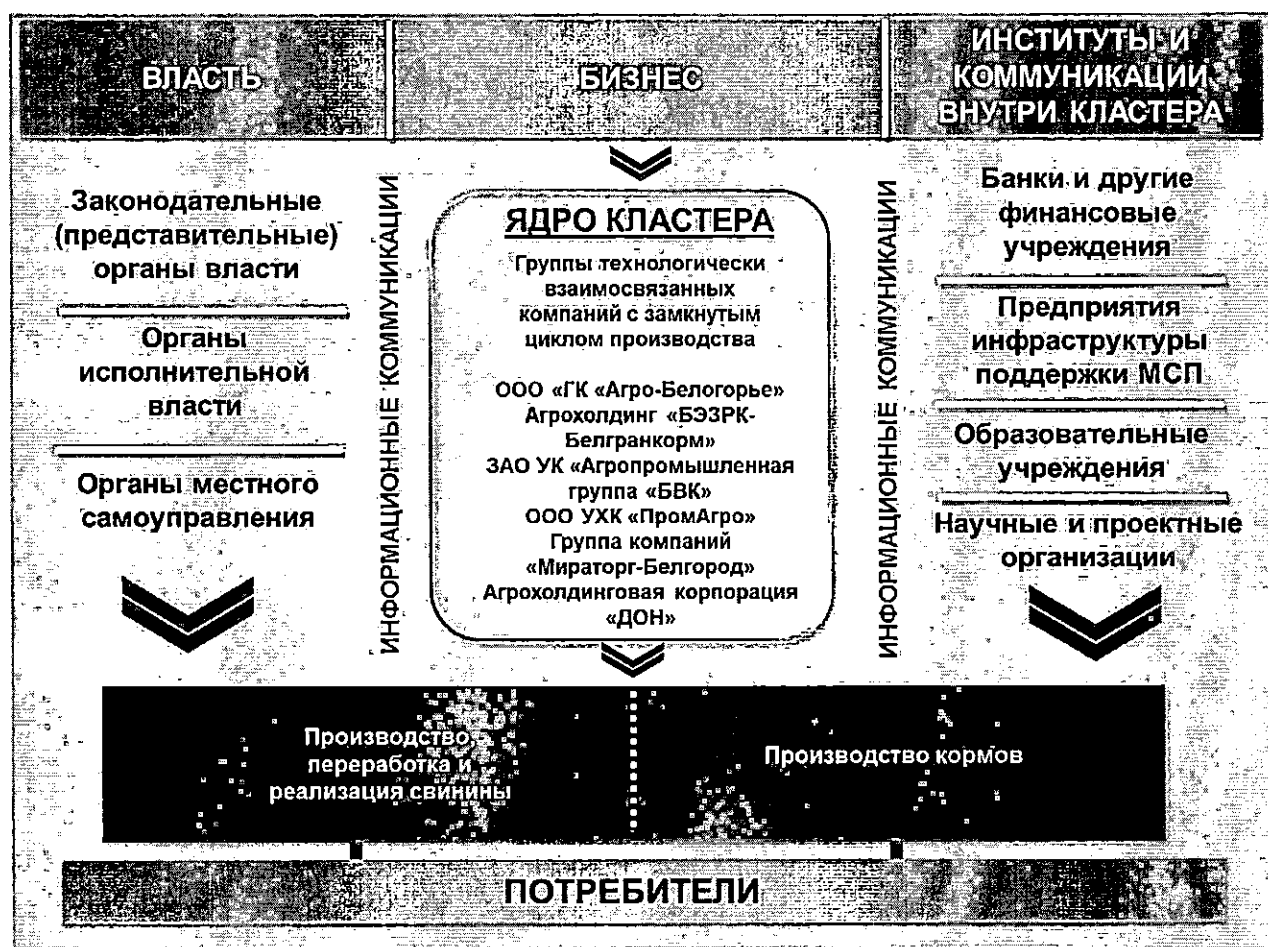 ВЛАСТЬ
БИЗНЕС
ИНСТИТУТЫ И
КОММУНИКАЦИИ
ВНУТРИ КЛАСТЕРА
Законодательные
(представительные)
органы власти
Органы
исполнительной
власти
Органы местного
самоуправления
ИНФОРМАЦИОННЫЕ КОММУНИКАЦИИ
ЯДРО КЛАСТЕРА
Группы технологически
взаимосвязанных
компаний с замкнутым
циклом производства
ООО «ГК «Агро-Белогорье»
Агрохолдинг «БЭЗРК-
Белгранкорм»
ЗАО УК «Агропромышленная
группа «БВК»
ООО УХК «ПромАгро»
Группа компаний
«Мираторг-Белгород»
Агрохолдинговая корпорация
«ДОН»
ИНФОРМАЦИОННЫЕ КОММУНИКАЦИИ
Банки и другие
финансовые
учреждения
Предприятия
инфраструктуры
поддержки МСП
Образовательные
учреждения
Научные и проектные
организации
Производство,
переработка и
реализация свинины
Производство кормов
ПОТРЕБИТЕЛИ